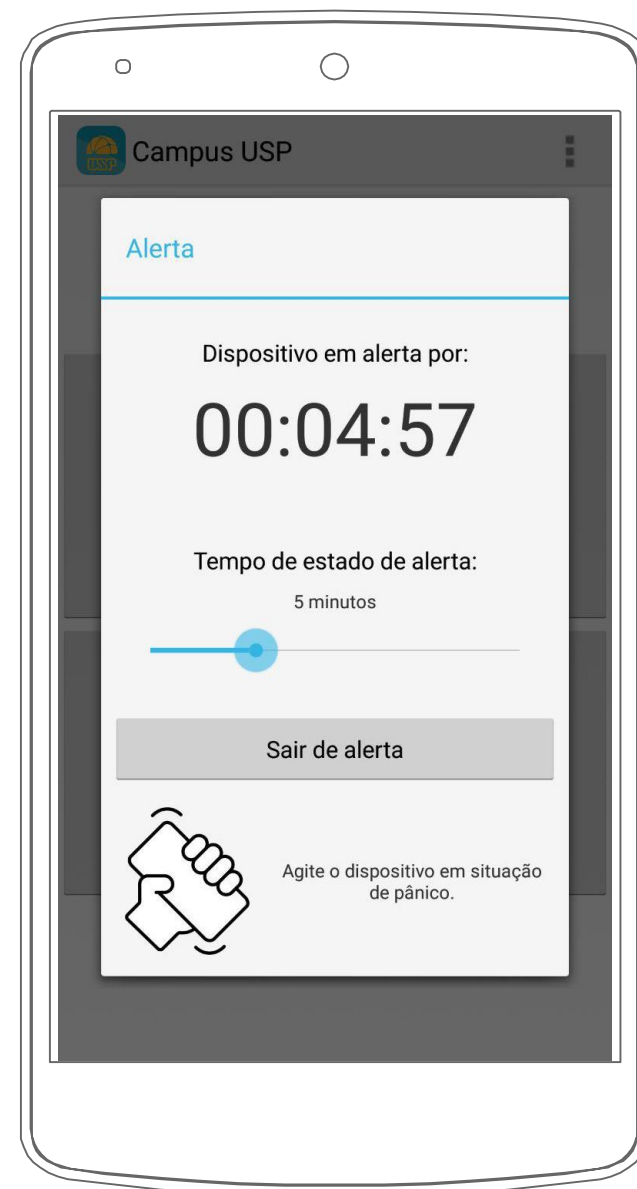 USP
Campus USP
Alerta
Dispositivo em alerta por:
00:04:57
Tempo de estado de alerta:
5 minutos
Sair de alerta
Agite o dispositivo em situação
de pânico.